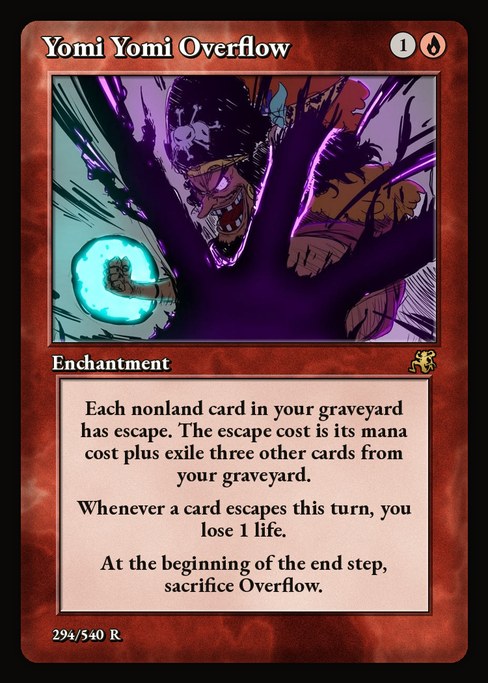 Yomi Yomi Overflow
1
Enchantment
Each nonland card in your graveyard
has escape. The escape cost is its mana
cost plus exile three other cards from
your graveyard.
Whenever a card escapes this turn, you
lose 1 life.
At the beginning of the end step,
sacrifice Overflow.
294/540 R